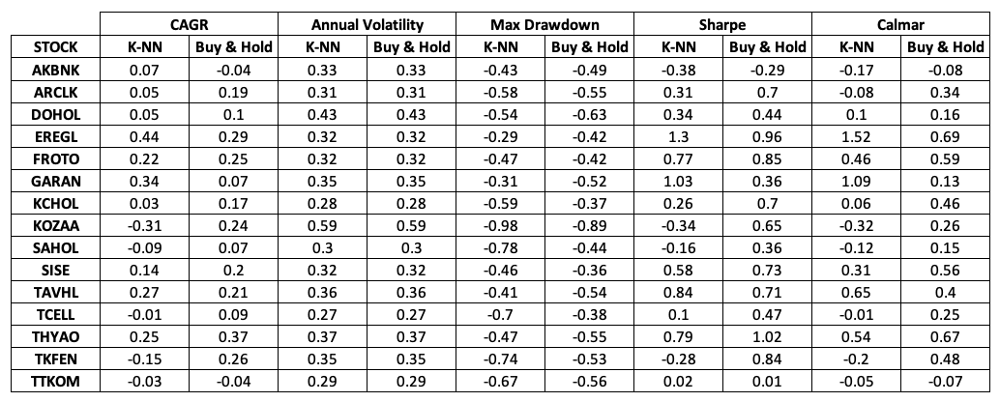 CAGR Annual Volatility Max Drawdown Sharpe Calmar
STOCK K-NN Buy & Hold K-NN Buy & Hold K-NN Buy & Hold K-NN Buy & Hold K-NN Buy & Hold
AKBNK 0.07 -0.04 0.33 0.33 -0.43 -0.49 -0.38 -0.29 -0.17 -0.08
ARCLK 0.05 0.19 0.31 0.31 -0.58 -0.55 0.31 0.7 -0.08 0.34
DOHOL 0.05 0.1 0.43 0.43 -0.54 -0.63 0.34 0.44 0.1 0.16
EREGL 0.44 0.29 0.32 0.32 -0.29 -0.42 1.3 0.96 1.52 0.69
FROTO 0.22 0.25 0.32 0.32 -0.47 -0.42 0.77 0.85 0.46 0.59
GARAN 0.34 0.07 0.35 0.35 -0.31 -0.52 1.03 0.36 1.09 0.13
KCHOL 0.03 0.17 0.28 0.28 -0.59 -0.37 0.26 0.7 0.06 0.46
KOZAA -0.31 0.24 0.59 0.59 -0.98 -0.89 -0.34 0.65 -0.32 0.26
SAHOL -0.09 0.07 0.3 0.3 -0.78 -0.44 -0.16 0.36 -0.12 0.15
SISE 0.14 0.2 0.32 0.32 -0.46 -0.36 0.58 0.73 0.31 0.56
TAVHL 0.27 0.21 0.36 0.36 -0.41 -0.54 0.84 0.71 0.65 0.4
TCELL -0.01 0.09 0.27 0.27 -0.7 -0.38 0.1 0.47 -0.01 0.25
THYAO 0.25 0.37 0.37 0.37 -0.47 -0.55 0.79 1.02 0.54 0.67
TKFEN -0.15 0.26 0.35 0.35 -0.74 -0.53 -0.28 0.84 -0.2 0.48
TTKOM -0.03 -0.04 0.29 0.29 -0.67 -0.56 0.02 0.01 -0.05 -0.07